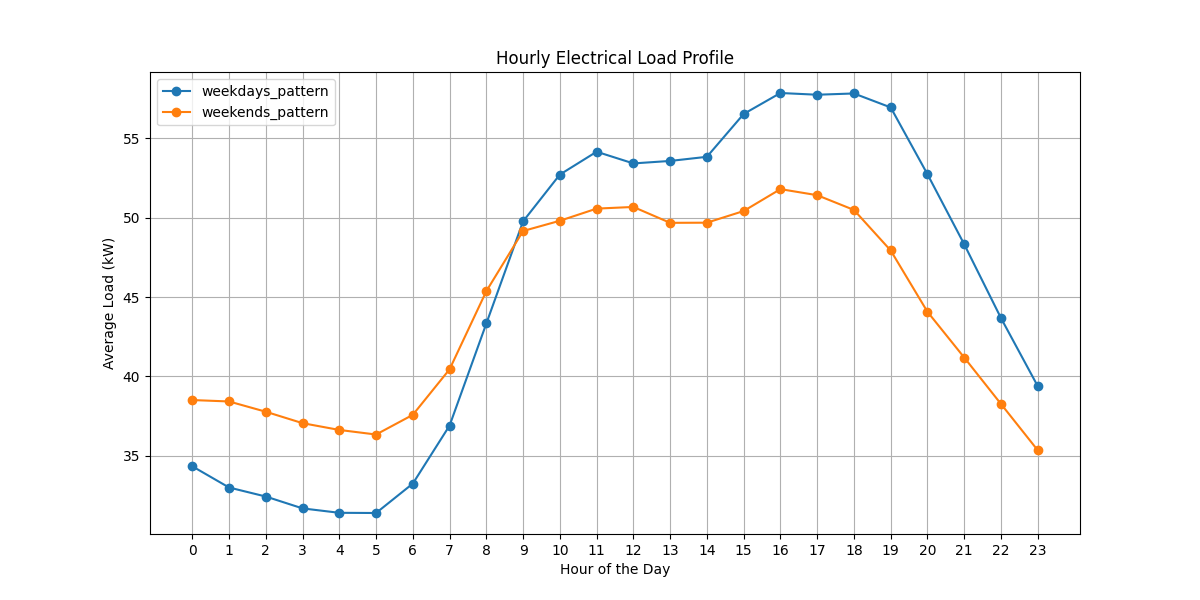 Hourly Electrical Load Profile
weekdays_pattern
weekends_pattern
Average Load (kW)
55
50
45
40
35
0 1 2 3 4 5 6 7 8 9 10 11 12 13 14 15 16 17 18 19 20 21 22 23
Hour of the Day